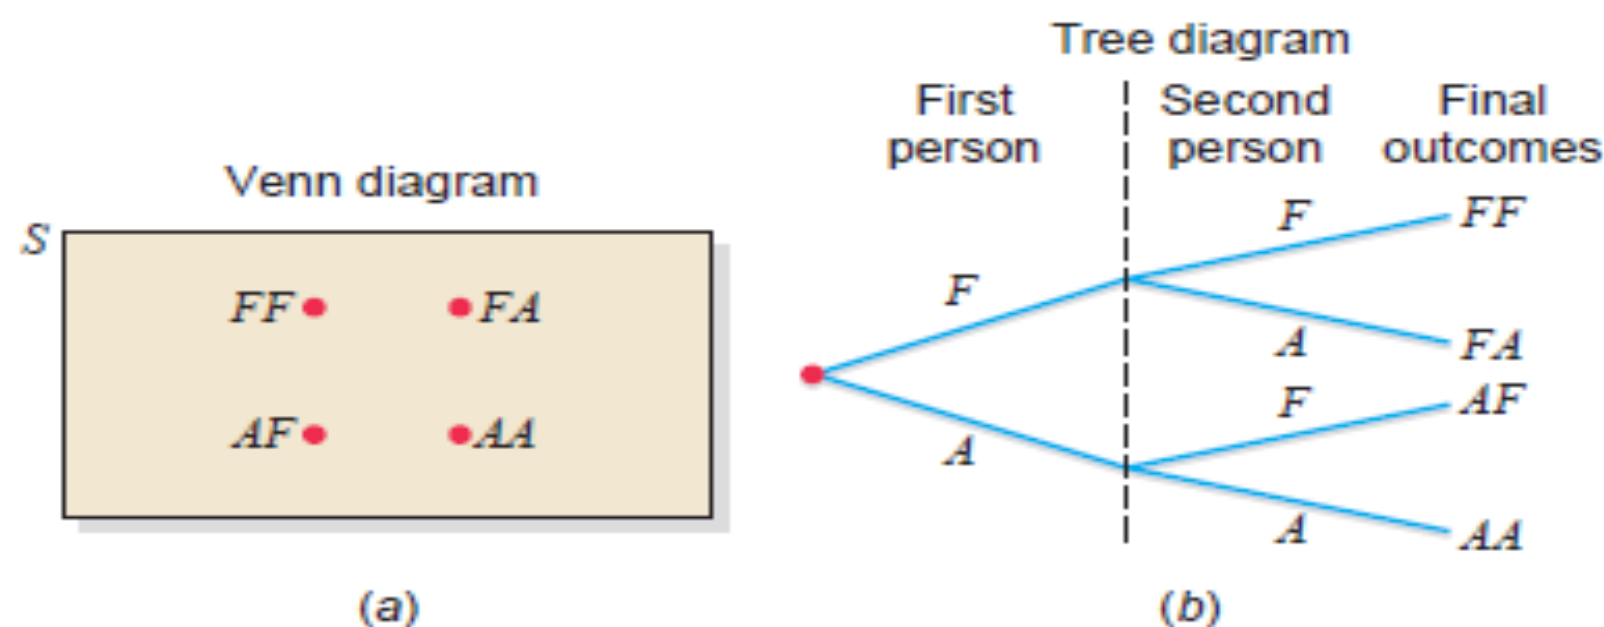 Venn diagram
S
FF
FA
AF
AA
(a)
Tree diagram
First person
Second person
Final outcomes
F
A
F
A
F
A
FF
FA
AF
AA
(b)